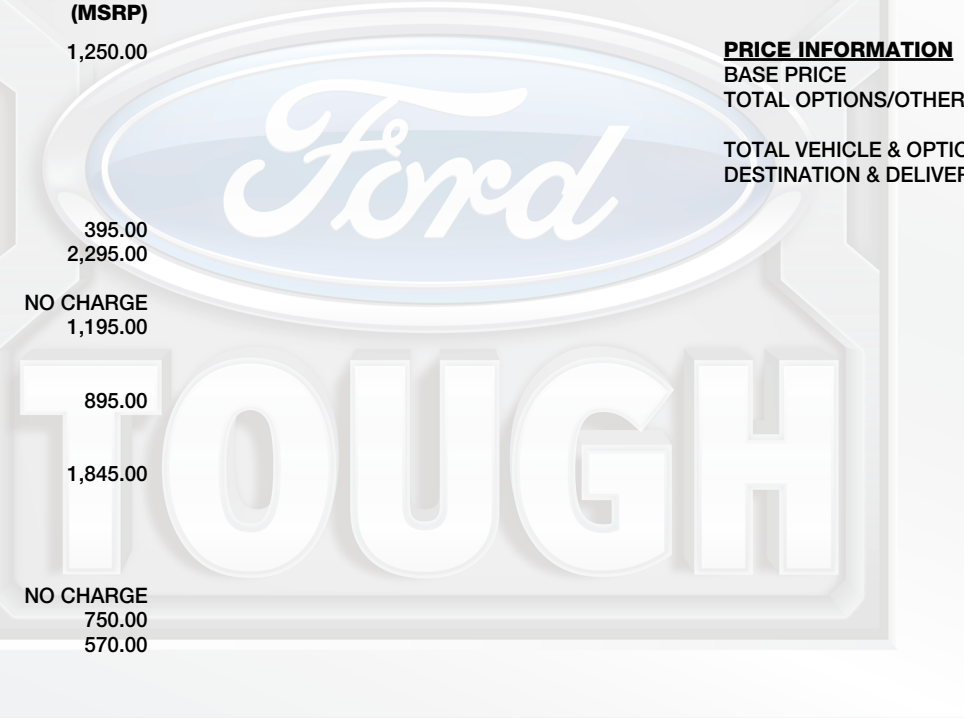 (MSRP)
1,250.00
395.00
2,295.00
NO CHARGE
1,195.00
895.00
1,845.00
NO CHARGE
750.00
570.00
PRICE INFORMATION
BASE PRICE
TOTAL OPTIONS/OTHER
TOTAL VEHICLE & OPTIO
DESTINATION & DELIVER
Ford
TOUGH